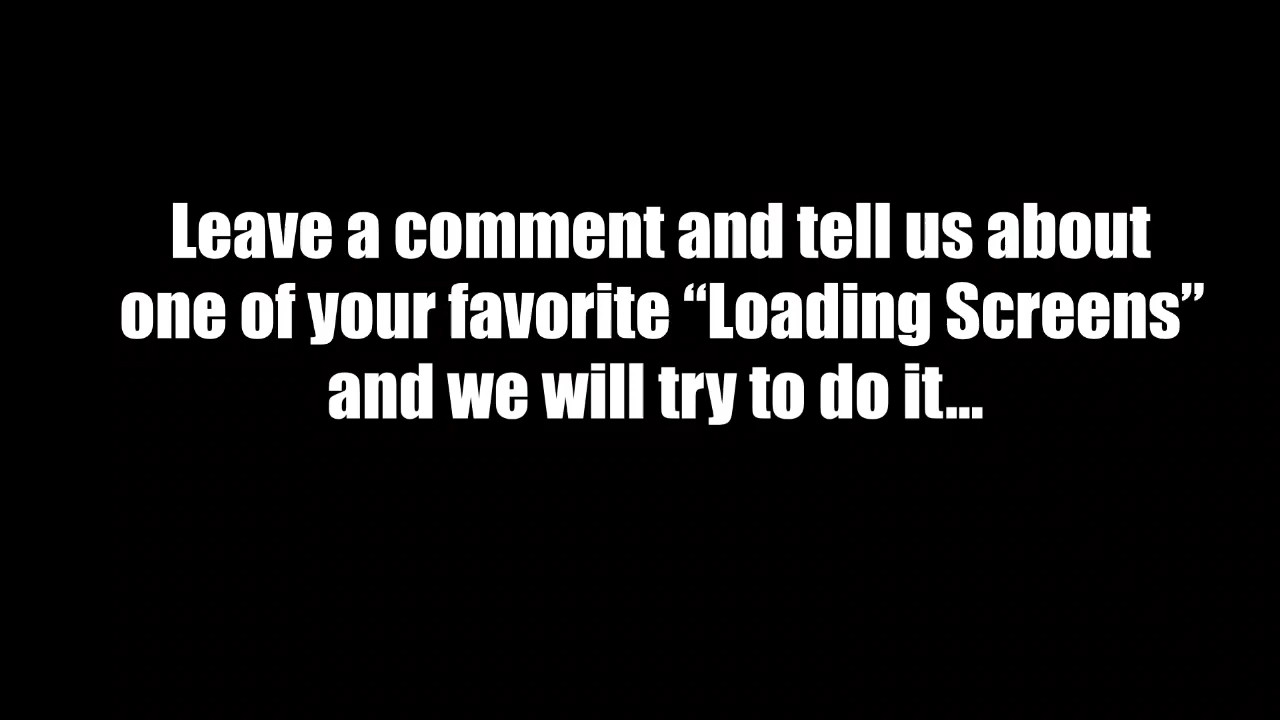 Leave a comment and tell us about
one of your favorite “Loading Screens”
and we will try to do it...